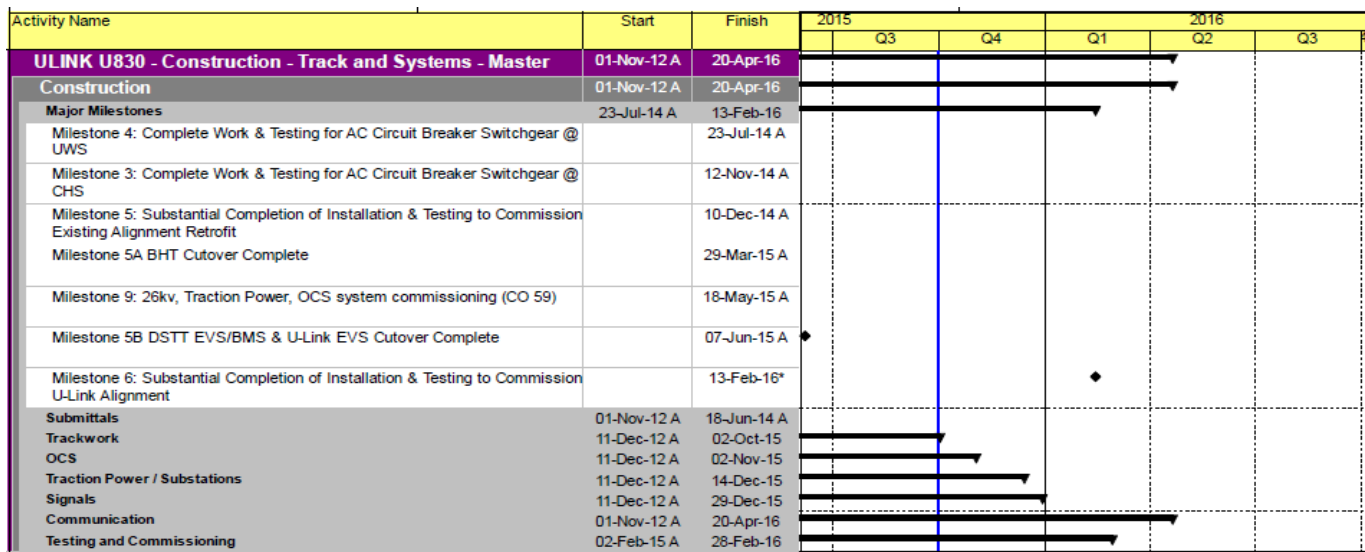 Activity Name Start Finish 2015 2016
Q3 Q4 Q1 Q2 Q3
ULINK U830 - Construction - Track and Systems - Master 01-Nov-12 A 20-Apr-16
Construction 01-Nov-12 A 20-Apr-16
Major Milestones 23-Jul-14 A 13-Feb-16
Milestone 4: Complete Work & Testing for AC Circuit Breaker Switchgear @ 23-Jul-14 A
UWS
Milestone 3: Complete Work & Testing for AC Circuit Breaker Switchgear @ 12-Nov-14 A
CHS
Milestone 5: Substantial Completion of Installation & Testing to Commission 10-Dec-14 A
Existing Alignment Retrofit
Milestone 5A BHT Cutover Complete 29-Mar-15 A
Milestone 9: 26kv, Traction Power, OCS system commissioning (CO 59) 18-May-15 A
Milestone 5B DSTT EVS/BMS & U-Link EVS Cutover Complete 07-Jun-15 A
Milestone 6: Substantial Completion of Installation & Testing to Commission 13-Feb-16*
U-Link Alignment
Submittals 01-Nov-12 A 18-Jun-14 A
Trackwork 11-Dec-12 A 02-Oct-15
OCS 11-Dec-12 A 02-Nov-15
Traction Power / Substations 11-Dec-12 A 14-Dec-15
Signals 11-Dec-12 A 29-Dec-15
Communication 01-Nov-12 A 20-Apr-16
Testing and Commissioning 02-Feb-15 A 28-Feb-16